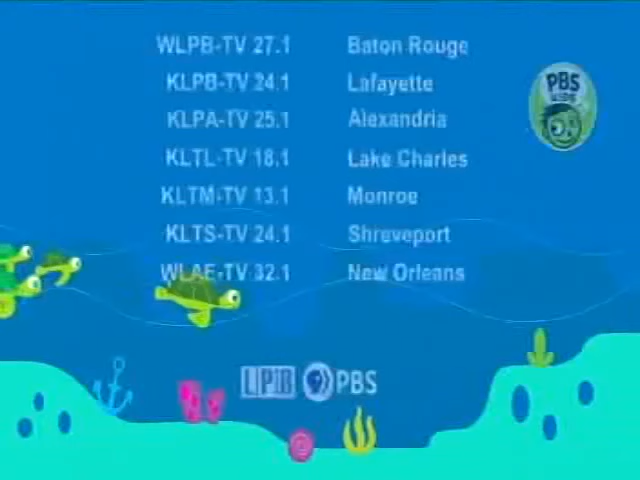 WLPB-TV 27.1 Baton Rouge
KLPB-TV 24.1 Lafayette
KLPA-TV 25.1 Alexandria
KLTL-TV 18.1 Lake Charles
KLTM-TV 13.1 Monroe
KLTS-TV 24.1 Shreveport
WLAE-TV 32.1 New Orleans
PBS
KIDS
LPB PBS